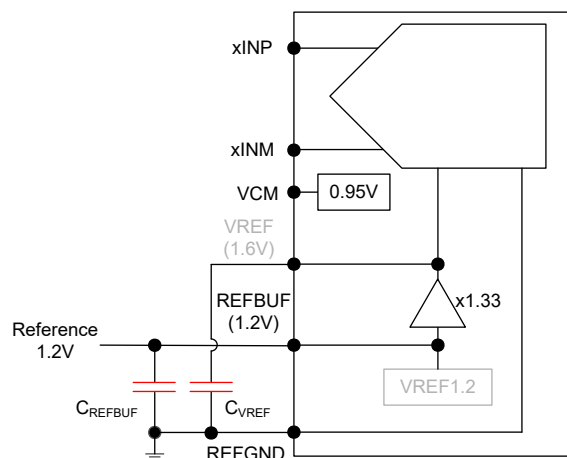 xINP
xINM
VCM
0.95V
VREF
(1.6V)
REFBUF
(1.2V)
x1.33
Reference
1.2V
VREF1.2
CREFBUF
CVREF
REFGND